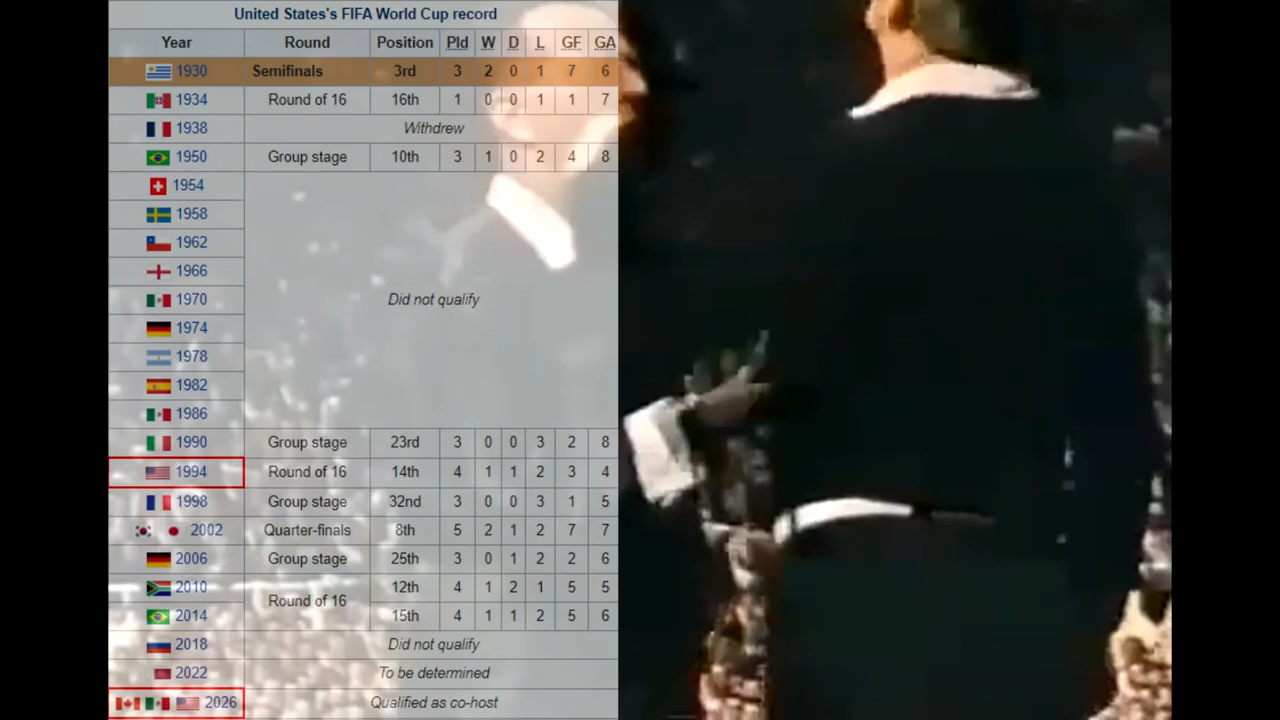 United States's FIFA World Cup record
Year Round Position Pld W D L GF GA
1930 Semifinals 3rd 3 2 0 1 7 6
1934 Round of 16 16th 1 0 0 1 1 7
1938 Withdrew
1950 Group stage 10th 3 1 0 2 4 8
1954
1958
1962
1966
1970 Did not qualify
1974
1978
1982
1986
1990 Group stage 23rd 3 0 0 3 2 8
1994 Round of 16 14th 4 1 1 2 3 4
1998 Group stage 32nd 3 0 0 3 1 5
2002 Quarter-finals 8th 5 2 1 2 7 7
2006 Group stage 25th 3 0 1 2 2 6
2010 Round of 16 12th 4 1 2 1 5 5
2014 15th 4 1 1 2 5 6
2018 Did not qualify
2022 To be determined
2026 Qualified as co-host